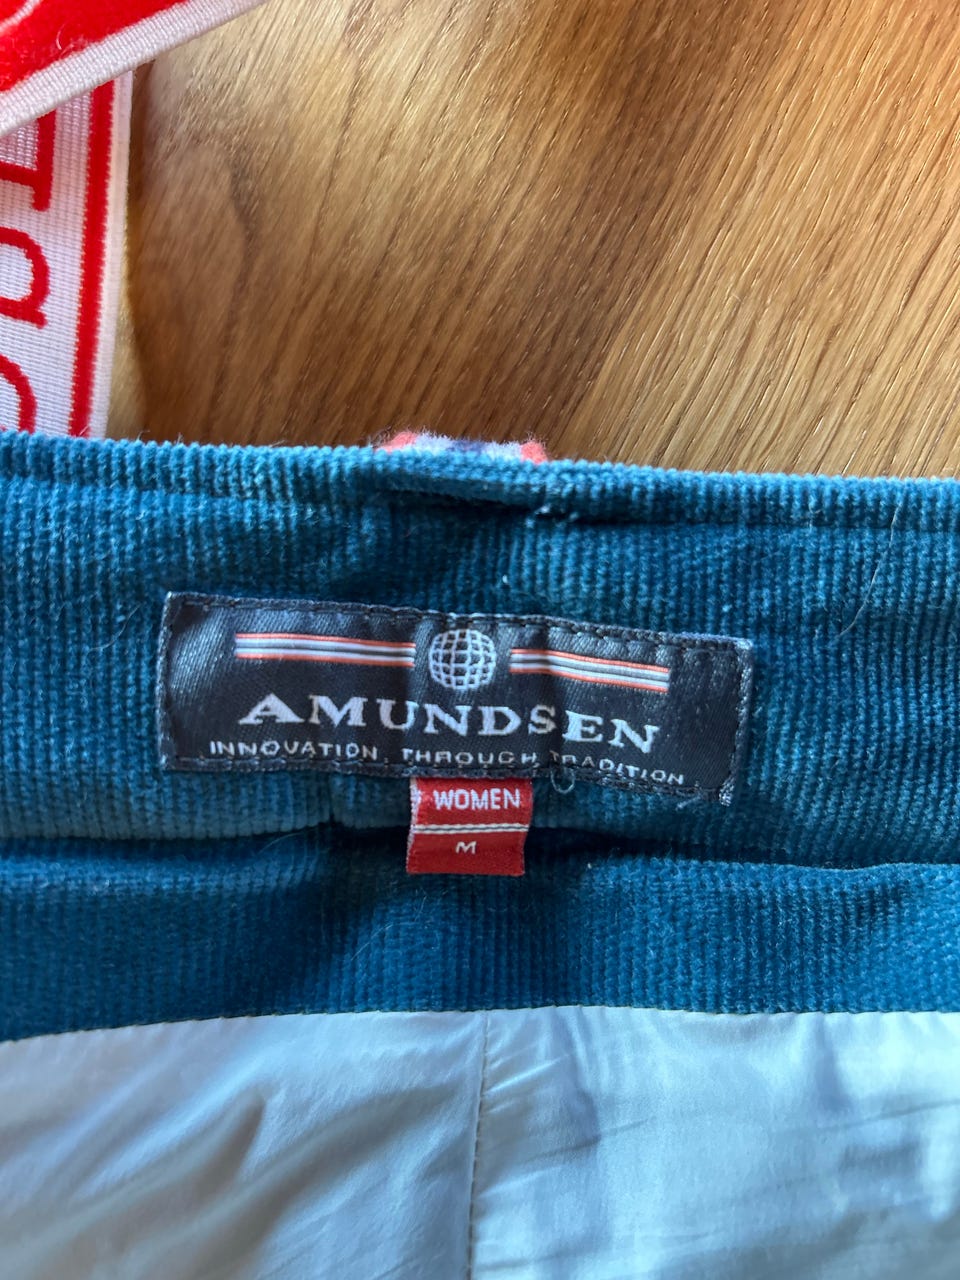 AMUNDSEN
INNOVATION THROUGH TRADITION
WOMEN
M